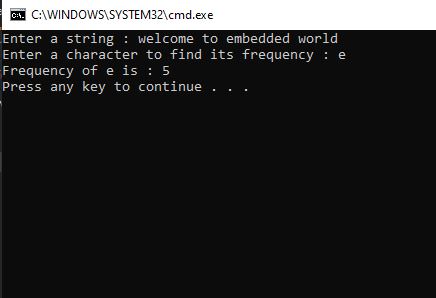 C:\WINDOWS\SYSTEM32\cmd.exe
Enter a string : welcome to embedded world
Enter a character to find its frequency : e
Frequency of e is : 5
Press any key to continue . . .